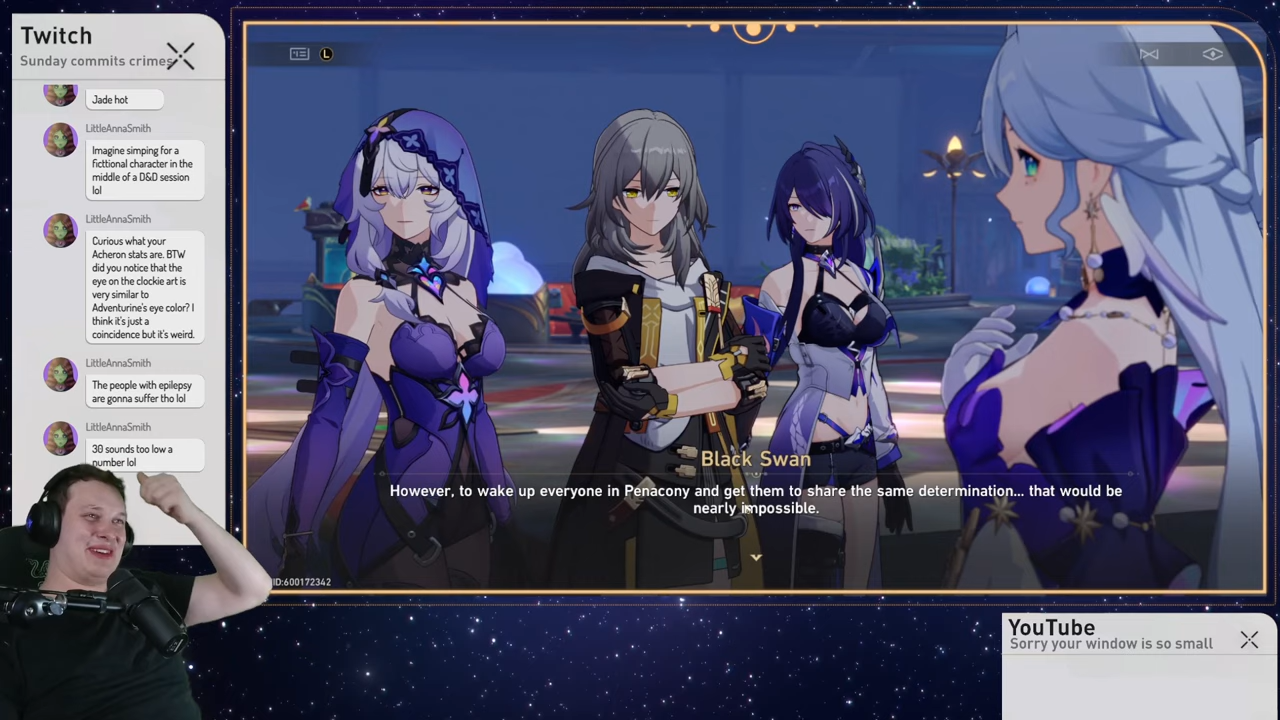 Twitch
Sunday commits crimes
Jade hot
LittleAnnaSmith
Imagine simping for a
fictional character in the
middle of a D&D session
lol
LittleAnnaSmith
Curious what your
Acheron stats are. BTW
did you notice that the
eye on the clockie art is
very similar to
Adventurine's eye color? I
think it's just a
coincidence but it's weird.
LittleAnnaSmith
The people with epilepsy
are gonna suffer tho lol
LittleAnnaSmith
30 sounds too low a
number lol
L
Black Swan
However, to wake up everyone in Penacony and get them to share the same determination... that would be
nearly impossible.
ID:600172342
YouTube
Sorry your window is so small